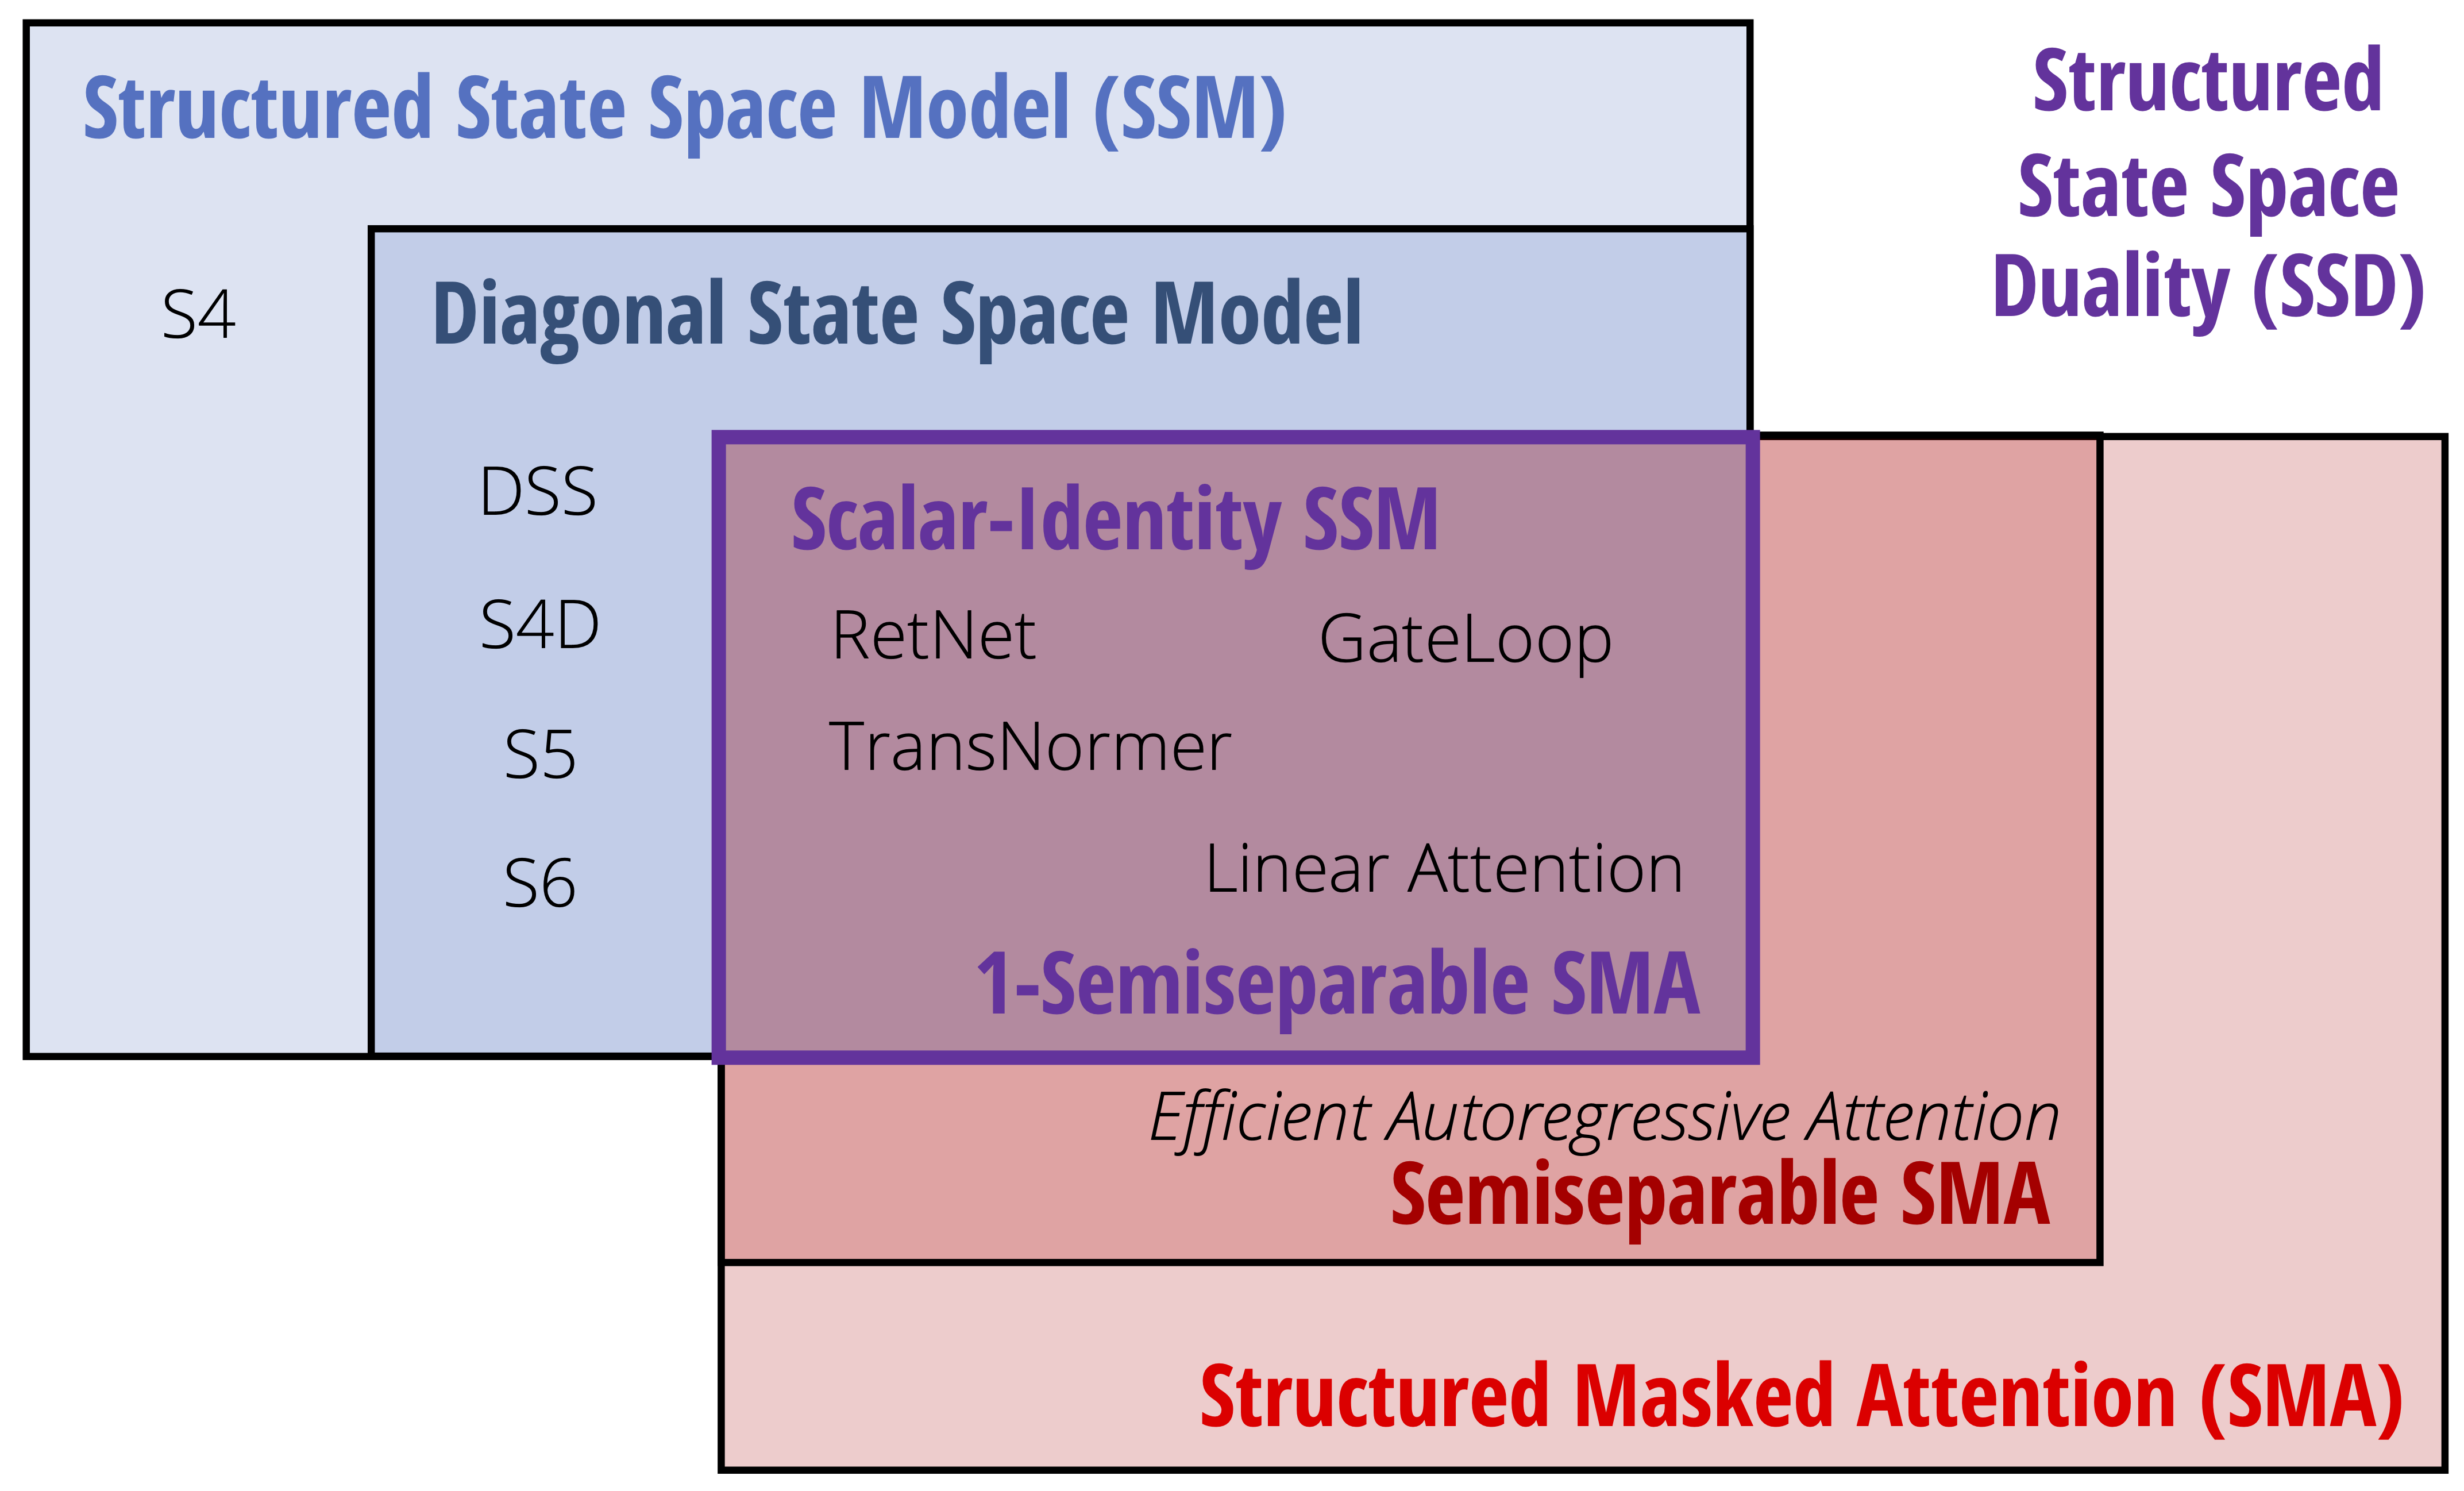 Structured State Space Model (SSM)
Structured
State Space
Duality (SSD)
S4
Diagonal State Space Model
DSS
S4D
S5
S6
Scalar-Identity SSM
RetNet
GateLoop
TransNormer
Linear Attention
1-Semiseparable SMA
Efficient Autoregressive Attention
Semiseparable SMA
Structured Masked Attention (SMA)